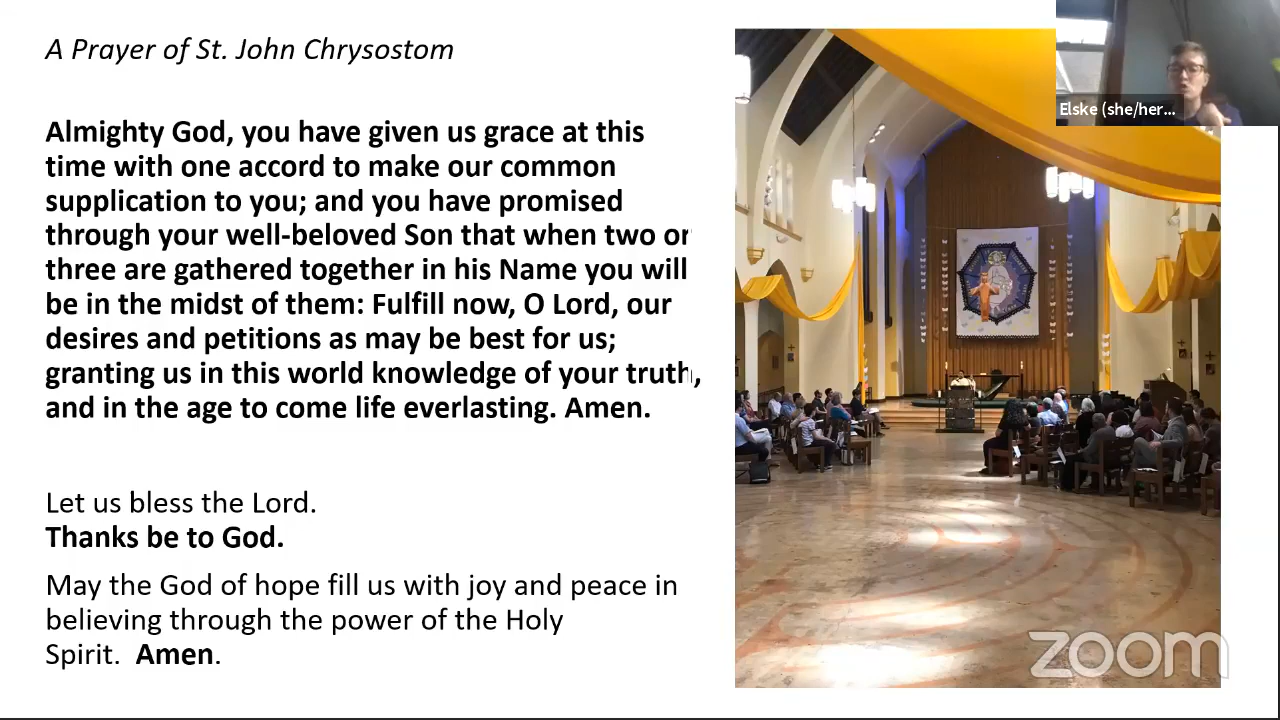 A Prayer of St. John Chrysostom
Almighty God, you have given us grace at this
time with one accord to make our common
supplication to you; and you have promised
through your well-beloved Son that when two or
three are gathered together in his Name you will
be in the midst of them: Fulfill now, O Lord, our
desires and petitions as may be best for us;
granting us in this world knowledge of your truth,
and in the age to come life everlasting. Amen.
Let us bless the Lord.
Thanks be to God.
May the God of hope fill us with joy and peace in
believing through the power of the Holy
Spirit.  Amen.
Elske (she/her...
zoom